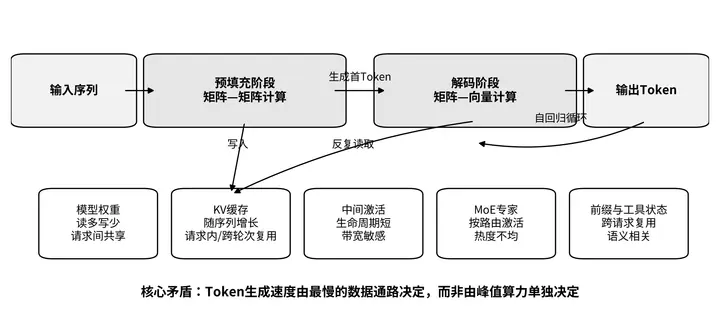 输入序列
预填充阶段
矩阵—矩阵计算
生成首Token
解码阶段
矩阵—向量计算
输出Token
自回归循环
写入
反复读取
模型权重
读多写少
请求间共享
KV缓存
随序列增长
请求内/跨轮次复用
中间激活
生命周期短
带宽敏感
MoE专家
按路由激活
热度不均
前缀与工具状态
跨请求复用
语义相关
核心矛盾：Token生成速度由最慢的数据通路决定，而非由峰值算力单独决定